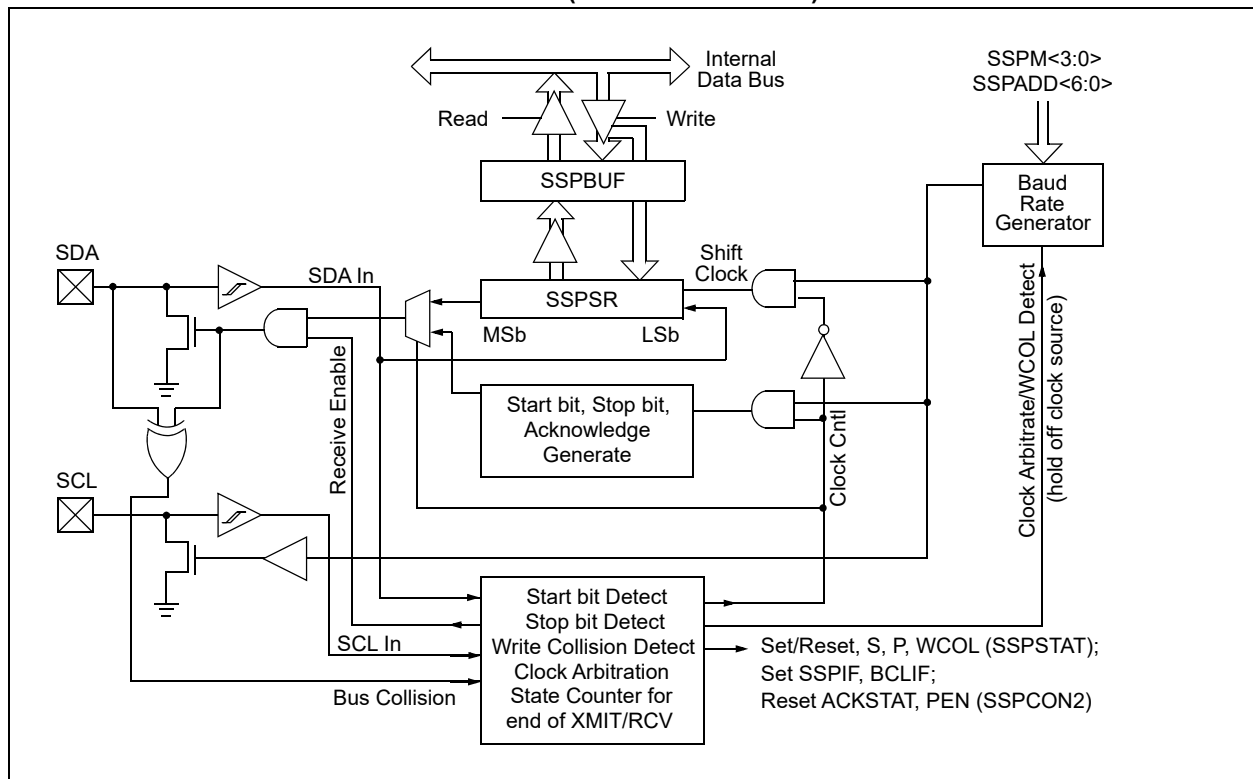 Internal
Data Bus
SSPM<3:0>
SSPADD<6:0>
Read
Write
SSPBUF
Baud
Rate
Generator
SDA
SDA In
Shift
Clock
SSPSR
MSb
LSb
Receive Enable
Start bit, Stop bit,
Acknowledge
Generate
Clock Cntl
Clock Arbitrate/WCOL Detect
(hold off clock source)
SCL
SCL In
Bus Collision
Start bit Detect
Stop bit Detect
Write Collision Detect
Clock Arbitration
State Counter for
end of XMIT/RCV
Set/Reset, S, P, WCOL (SSPSTAT);
Set SSPIF, BCLIF;
Reset ACKSTAT, PEN (SSPCON2)